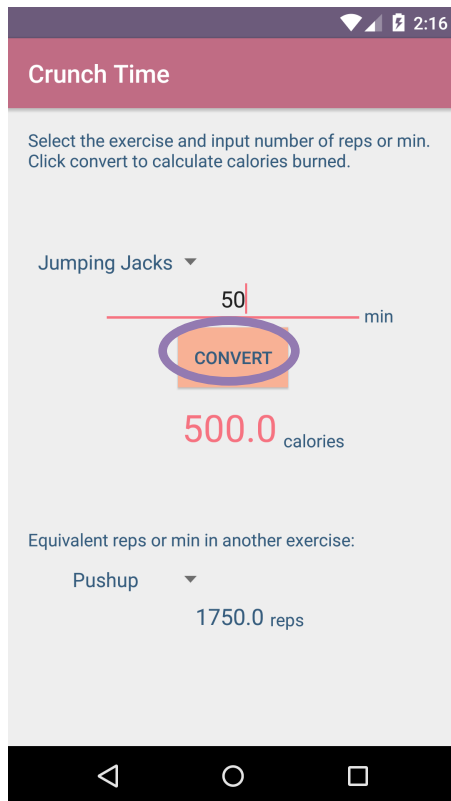 2:16
Crunch Time
Select the exercise and input number of reps or min.
Click convert to calculate calories burned.
Jumping Jacks
50
min
CONVERT
500.0 calories
Equivalent reps or min in another exercise:
Pushup
1750.0 reps